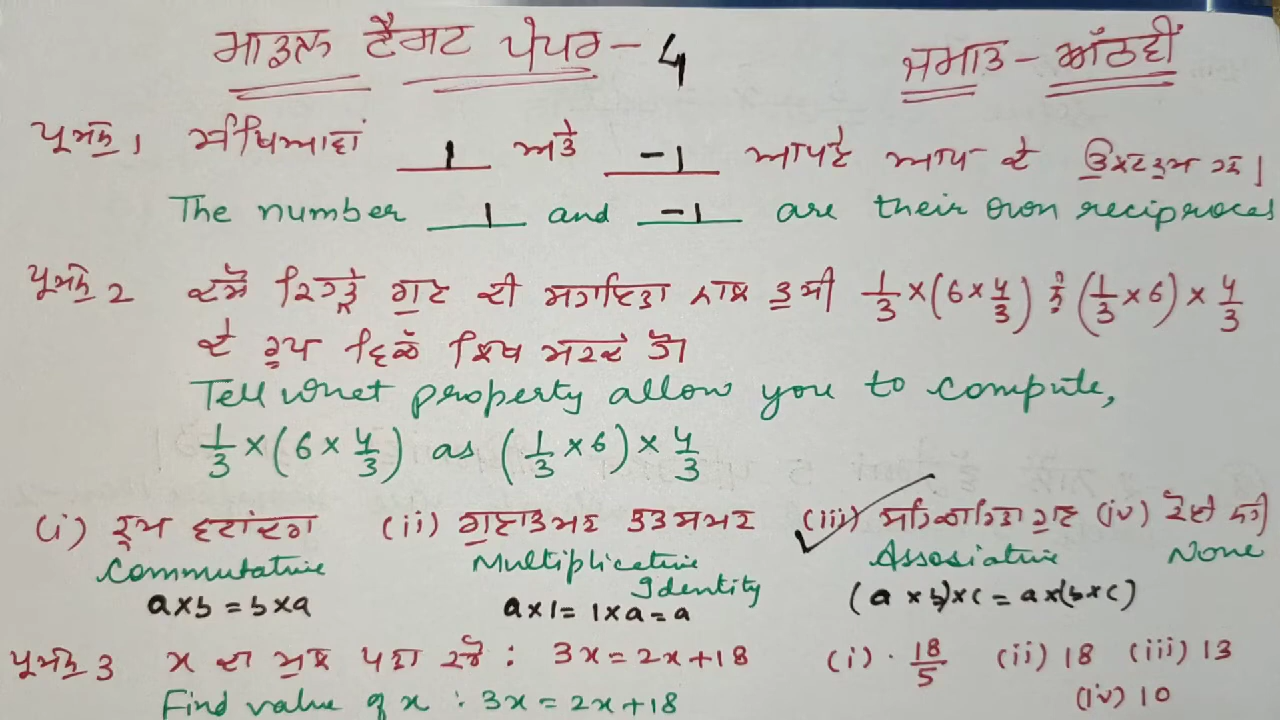 ਮਾਡਲ ਟੈਸਟ ਪੇਪਰ - 4 ਜਮਾਤ - ਅੱਠਵੀਂ
ਪ੍ਰਸ਼ਨ 1 ਸੰਖਿਆਵਾਂ 1 ਅਤੇ -1 ਆਪਣੇ ਆਪ ਦੇ ਉਲਟਕ੍ਰਮ ਹਨ।
The number 1 and -1 are their own reciprocal
ਪ੍ਰਸ਼ਨ 2 ਦੱਸੋ ਕਿਹੜੇ ਗੁਣ ਦੀ ਸਹਾਇਤਾ ਨਾਲ ਤੁਸੀ 1/3 × (6 × 4/3) ਨੂੰ (1/3 × 6) × 4/3
ਦੇ ਰੂਪ ਵਿੱਚ ਲਿਖ ਸਕਦੇ ਹੋ।
Tell what property allow you to compute,
1/3 × (6 × 4/3) as (1/3 × 6) × 4/3
(i) ਕ੍ਰਮ ਵਟਾਂਦਰਾ (ii) ਗੁਣਾਤਮਕ ਤਤਸਮਕ (iii) ਸਹਿਚਾਰਿਤਾ ਗੁਣ (iv) ਕੋਈ ਨਹੀ
Commutative Multiplicative Identity Assosiative None
a×b = b×a a×1 = 1×a = a (a×b)×c = a×(b×c)
ਪ੍ਰਸ਼ਨ 3 x ਦਾ ਮੁਲ ਪਤਾ ਕਰੋ : 3x = 2x + 18 (i) . 18/5 (ii) 18 (iii) 13
Find value of x : 3x = 2x + 18 (iv) 10